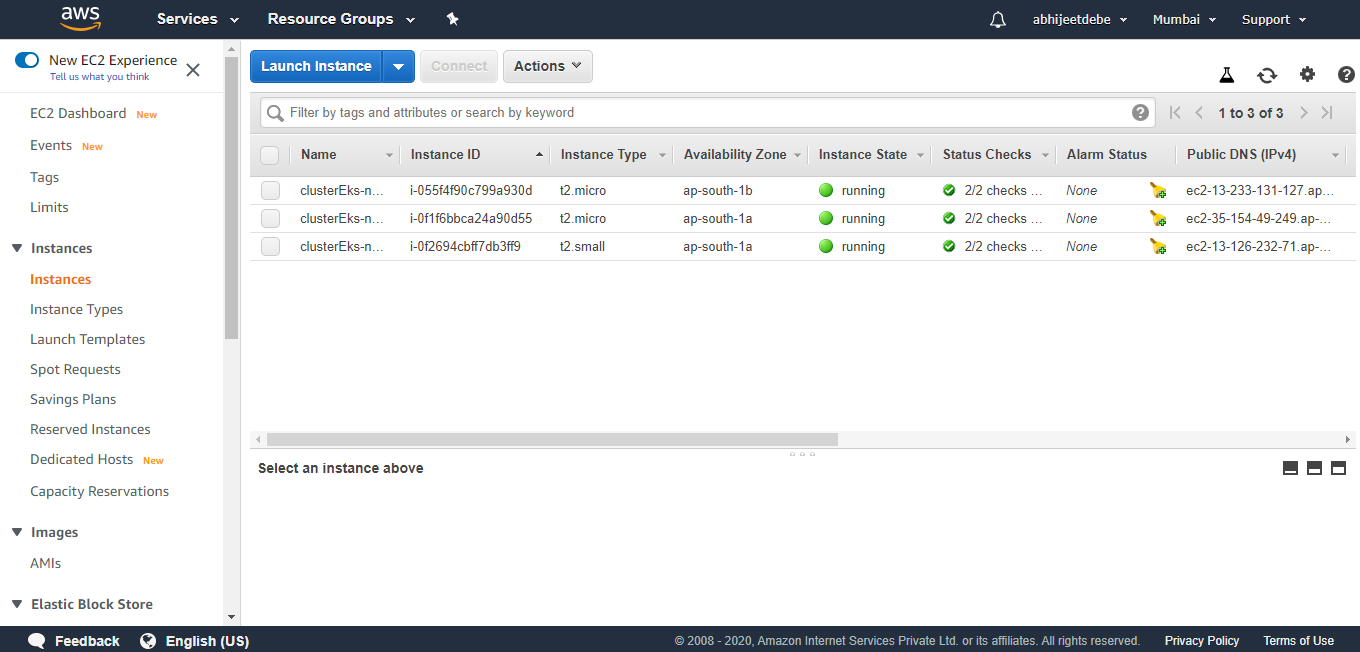 aws Services Resource Groups abhijeetdebe Mumbai Support
New EC2 Experience
Tell us what you think
EC2 Dashboard New
Events New
Tags
Limits
Instances
Instances
Instance Types
Launch Templates
Spot Requests
Savings Plans
Reserved Instances
Dedicated Hosts New
Capacity Reservations
Images
AMIs
Elastic Block Store
Launch Instance Connect Actions
Filter by tags and attributes or search by keyword ? 1 to 3 of 3
Name Instance ID Instance Type Availability Zone Instance State Status Checks Alarm Status Public DNS (IPv4)
clusterEks-n... i-055f4f90c799a930d t2.micro ap-south-1b running 2/2 checks ... None ec2-13-233-131-127.ap...
clusterEks-n... i-0f1f6bbca24a90d55 t2.micro ap-south-1a running 2/2 checks ... None ec2-35-154-49-249.ap-...
clusterEks-n... i-0f2694cbff7db3ff9 t2.small ap-south-1a running 2/2 checks ... None ec2-13-126-232-71.ap-...
Select an instance above
Feedback English (US) © 2008 - 2020, Amazon Internet Services Private Ltd. or its affiliates. All rights reserved. Privacy Policy Terms of Use